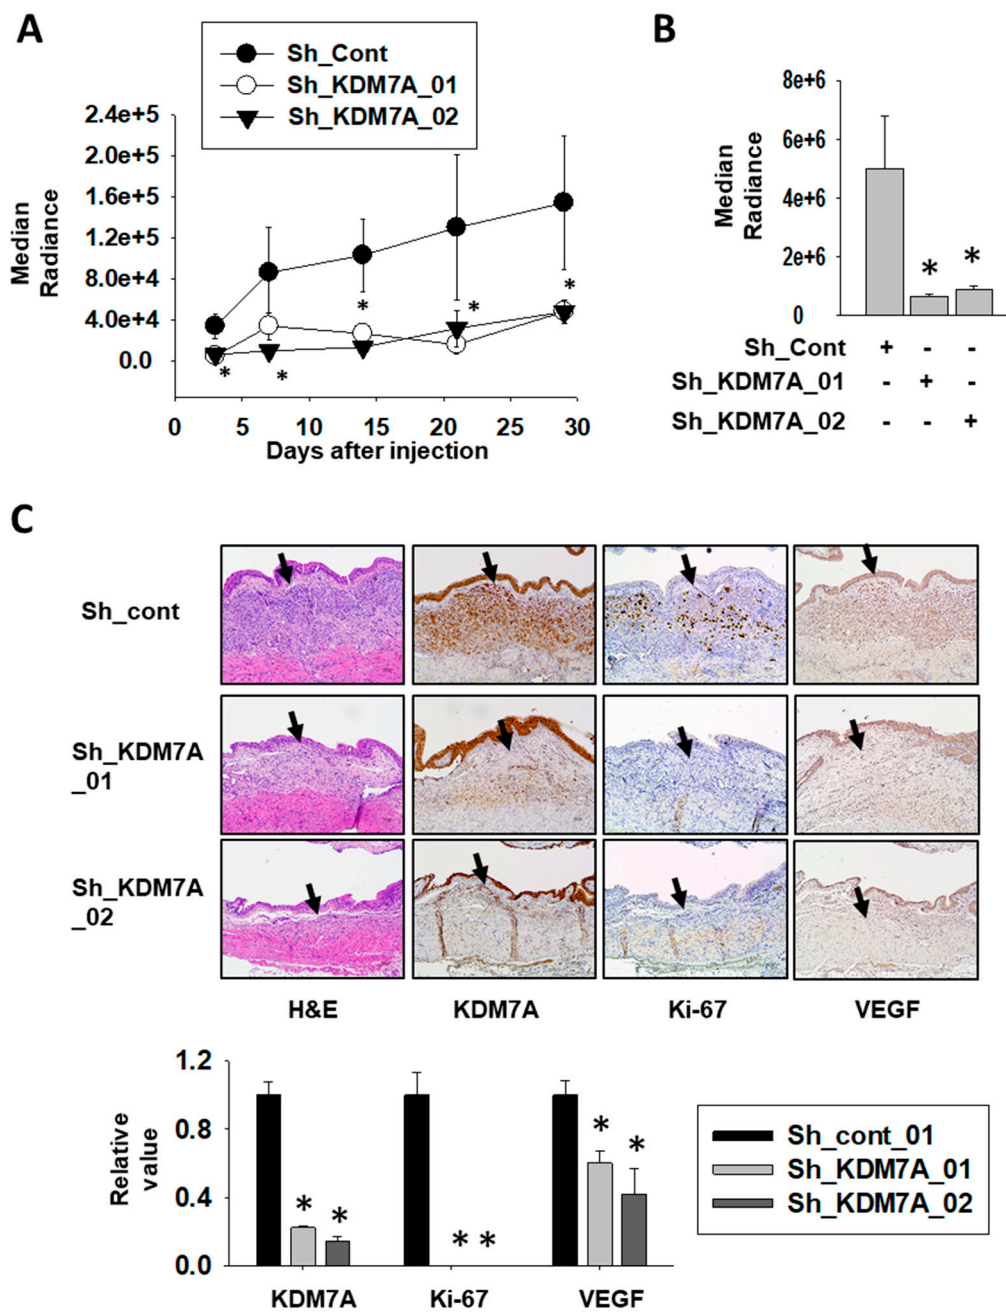 A
Sh_Cont
Sh_KDM7A_01
Sh_KDM7A_02
2.4e+5
2.0e+5
1.6e+5
1.2e+5
8.0e+4
4.0e+4
0.0
Median
Radiance
*
*
*
*
*
0 5 10 15 20 25 30
Days after injection
B
8e+6
6e+6
4e+6
2e+6
0
Median
Radiance
* *
Sh_Cont + - -
Sh_KDM7A_01 - + -
Sh_KDM7A_02 - - +
C
Sh_cont
Sh_KDM7A
_01
Sh_KDM7A
_02
H&E KDM7A Ki-67 VEGF
1.2
0.8
0.4
0.0
Relative
value
* * * * * *
KDM7A Ki-67 VEGF
Sh_cont_01
Sh_KDM7A_01
Sh_KDM7A_02